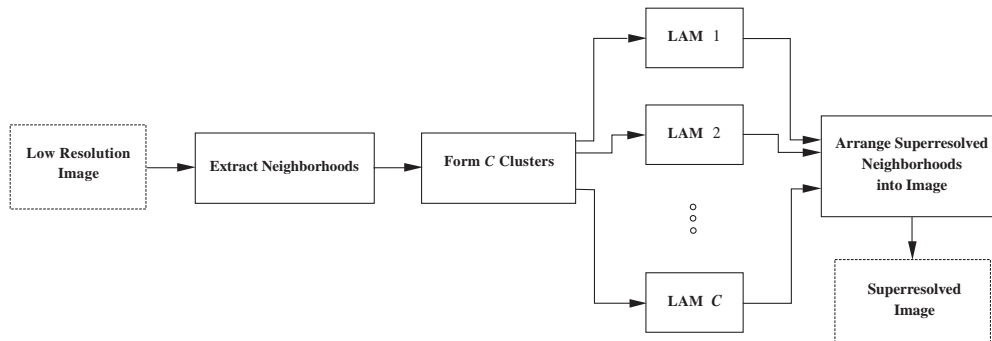 Low Resolution
Image
Extract Neighborhoods
Form C Clusters
LAM 1
LAM 2
LAM C
Arrange Superresolved
Neighborhoods
into Image
Superresolved
Image